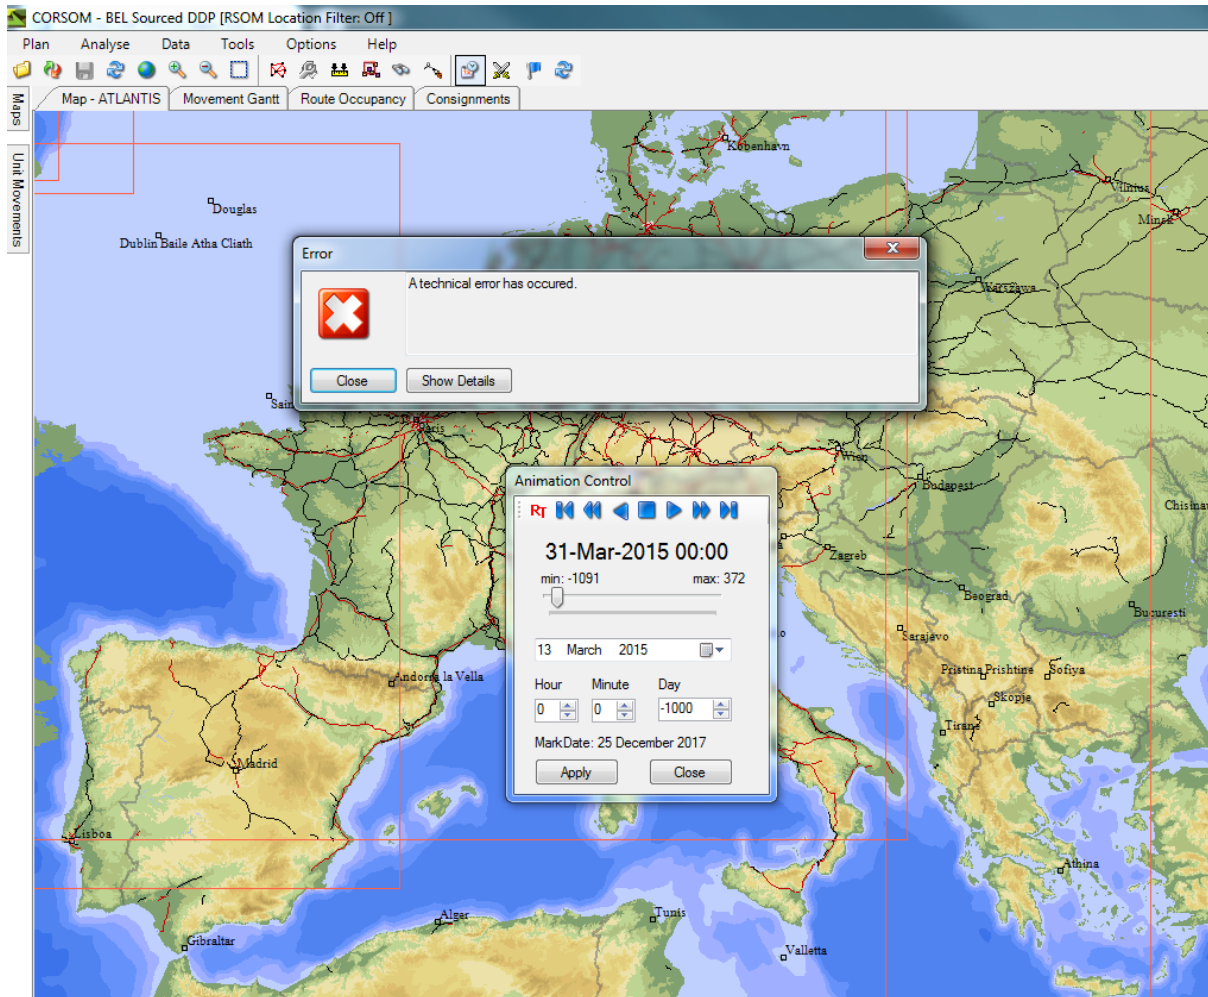 CORSOM - BEL Sourced DDP [RSOM Location Filter: Off ]
Plan Analyse Data Tools Options Help
Map - ATLANTIS Movement Gantt Route Occupancy Consignments
Maps
Unit Movements
København
Vilnius
Minsk
Douglas
Dublin Baile Atha Cliath
Error
A technical error has occured.
Warszawa
Close Show Details
Sain
Paris
Wien
Budapest
Chisinau
Animation Control
RT
31-Mar-2015 00:00
min: -1091 max: 372
Zagreb
Beograd
Bucuresti
Sarajevo
13 March 2015
Andorra la Vella
Pristina Prishtine Sofiya
Hour Minute Day
0 0 -1000
Skopje
Tirana
MarkDate: 25 December 2017
Apply Close
Madrid
Lisboa
Athina
Alger
Tunis
Gibraltar
Valletta